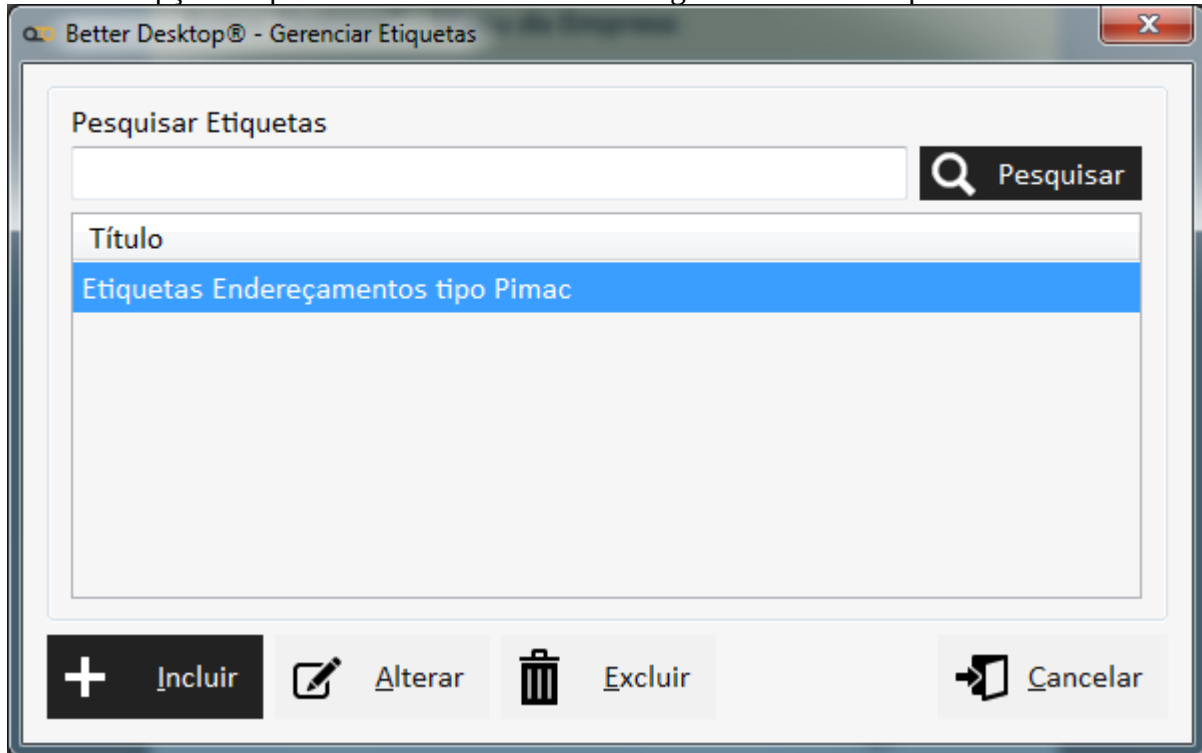 Better Desktop® - Gerenciar Etiquetas
Pesquisar Etiquetas
Pesquisar
Título
Etiquetas Endereçamentos tipo Pimac
Incluir Alterar Excluir Cancelar